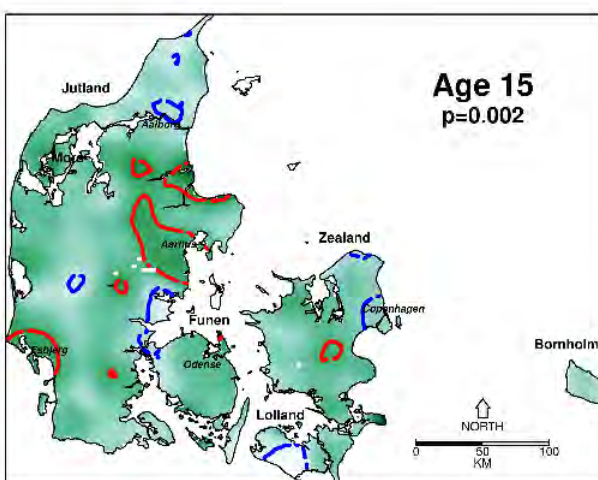 Age 15
p=0.002
Jutland
Aalborg
Mors
Aarhus
Zealand
Copenhagen
Funen
Esbjerg
Odense
Bornholm
Lolland
NORTH
0 50 100
KM